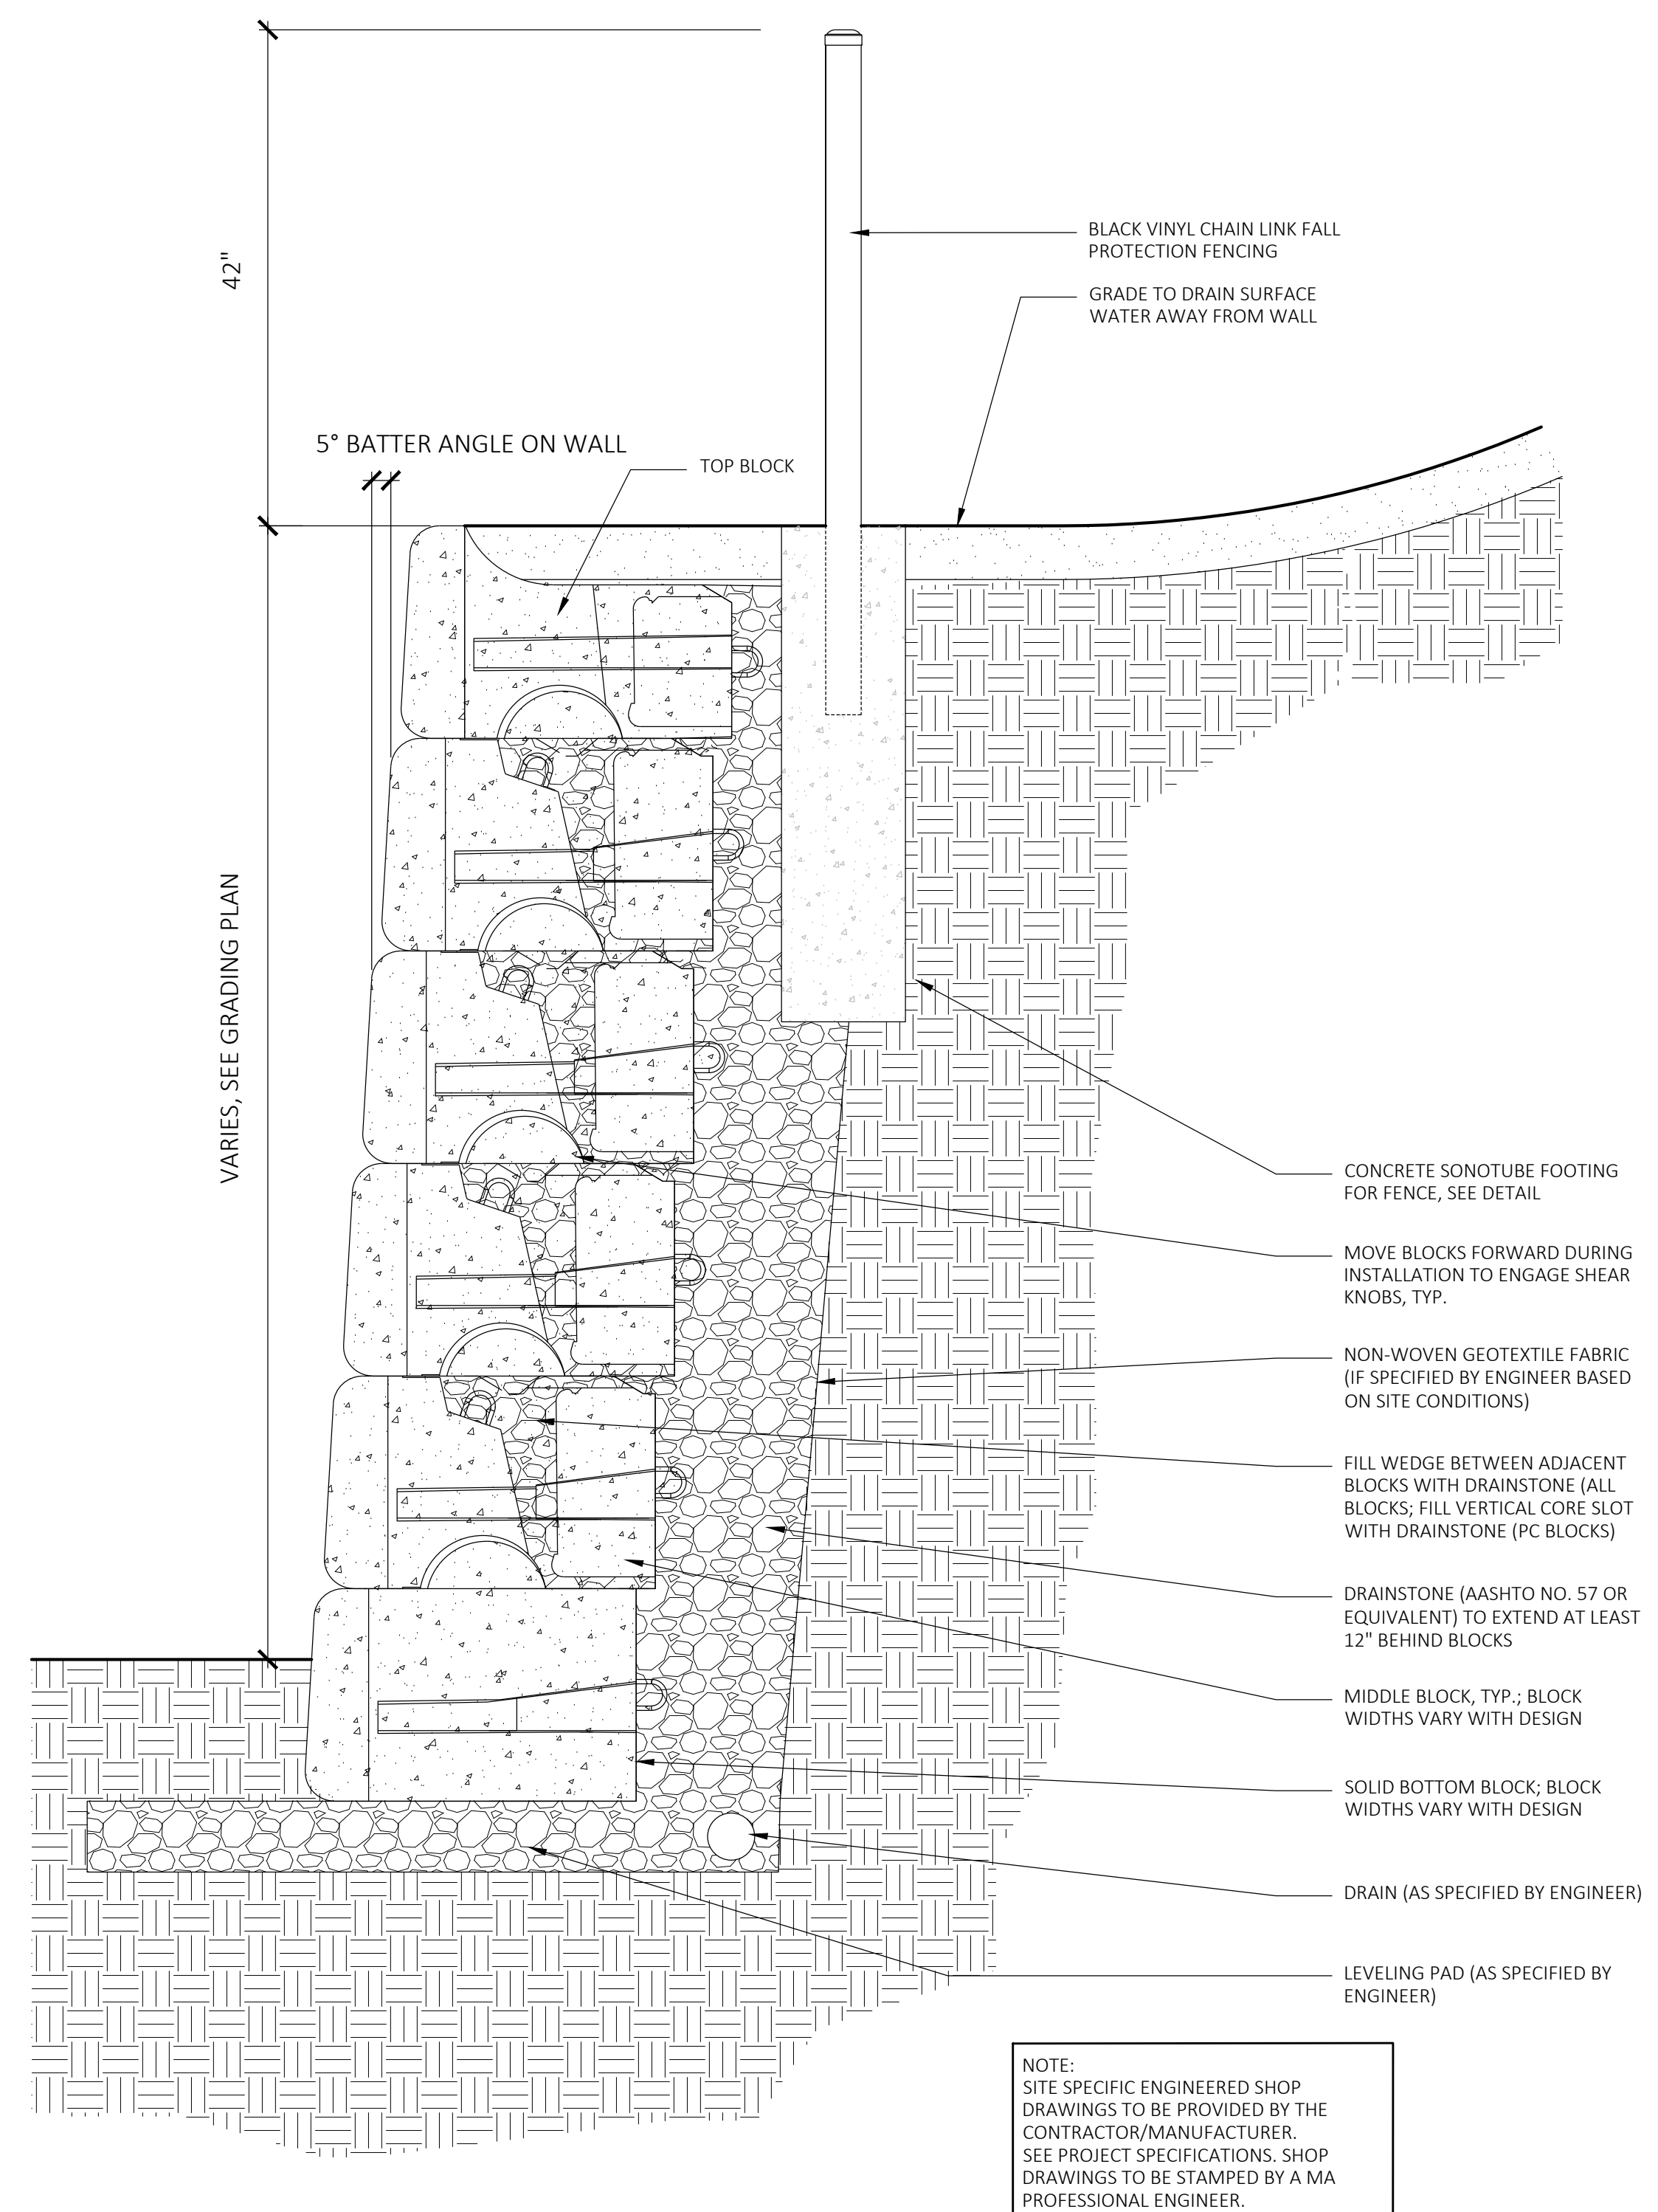 42"
BLACK VINYL CHAIN LINK FALL
PROTECTION FENCING
GRADE TO DRAIN SURFACE
WATER AWAY FROM WALL
5° BATTER ANGLE ON WALL
TOP BLOCK
VARIES, SEE GRADING PLAN
CONCRETE SONOTUBE FOOTING
FOR FENCE, SEE DETAIL
MOVE BLOCKS FORWARD DURING
INSTALLATION TO ENGAGE SHEAR
KNOBS, TYP.
NON-WOVEN GEOTEXTILE FABRIC
(IF SPECIFIED BY ENGINEER BASED
ON SITE CONDITIONS)
FILL WEDGE BETWEEN ADJACENT
BLOCKS WITH DRAINSTONE (ALL
BLOCKS; FILL VERTICAL CORE SLOT
WITH DRAINSTONE (PC BLOCKS)
DRAINSTONE (AASHTO NO. 57 OR
EQUIVALENT) TO EXTEND AT LEAST
12" BEHIND BLOCKS
MIDDLE BLOCK, TYP.; BLOCK
WIDTHS VARY WITH DESIGN
SOLID BOTTOM BLOCK; BLOCK
WIDTHS VARY WITH DESIGN
DRAIN (AS SPECIFIED BY ENGINEER)
LEVELING PAD (AS SPECIFIED BY
ENGINEER)
NOTE:
SITE SPECIFIC ENGINEERED SHOP
DRAWINGS TO BE PROVIDED BY THE
CONTRACTOR/MANUFACTURER.
SEE PROJECT SPECIFICATIONS. SHOP
DRAWINGS TO BE STAMPED BY A MA
PROFESSIONAL ENGINEER.